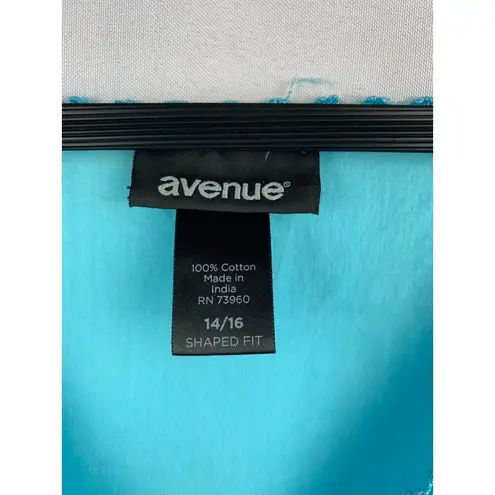 avenue®
100% Cotton
Made in
India
RN 73960
14/16
SHAPED FIT